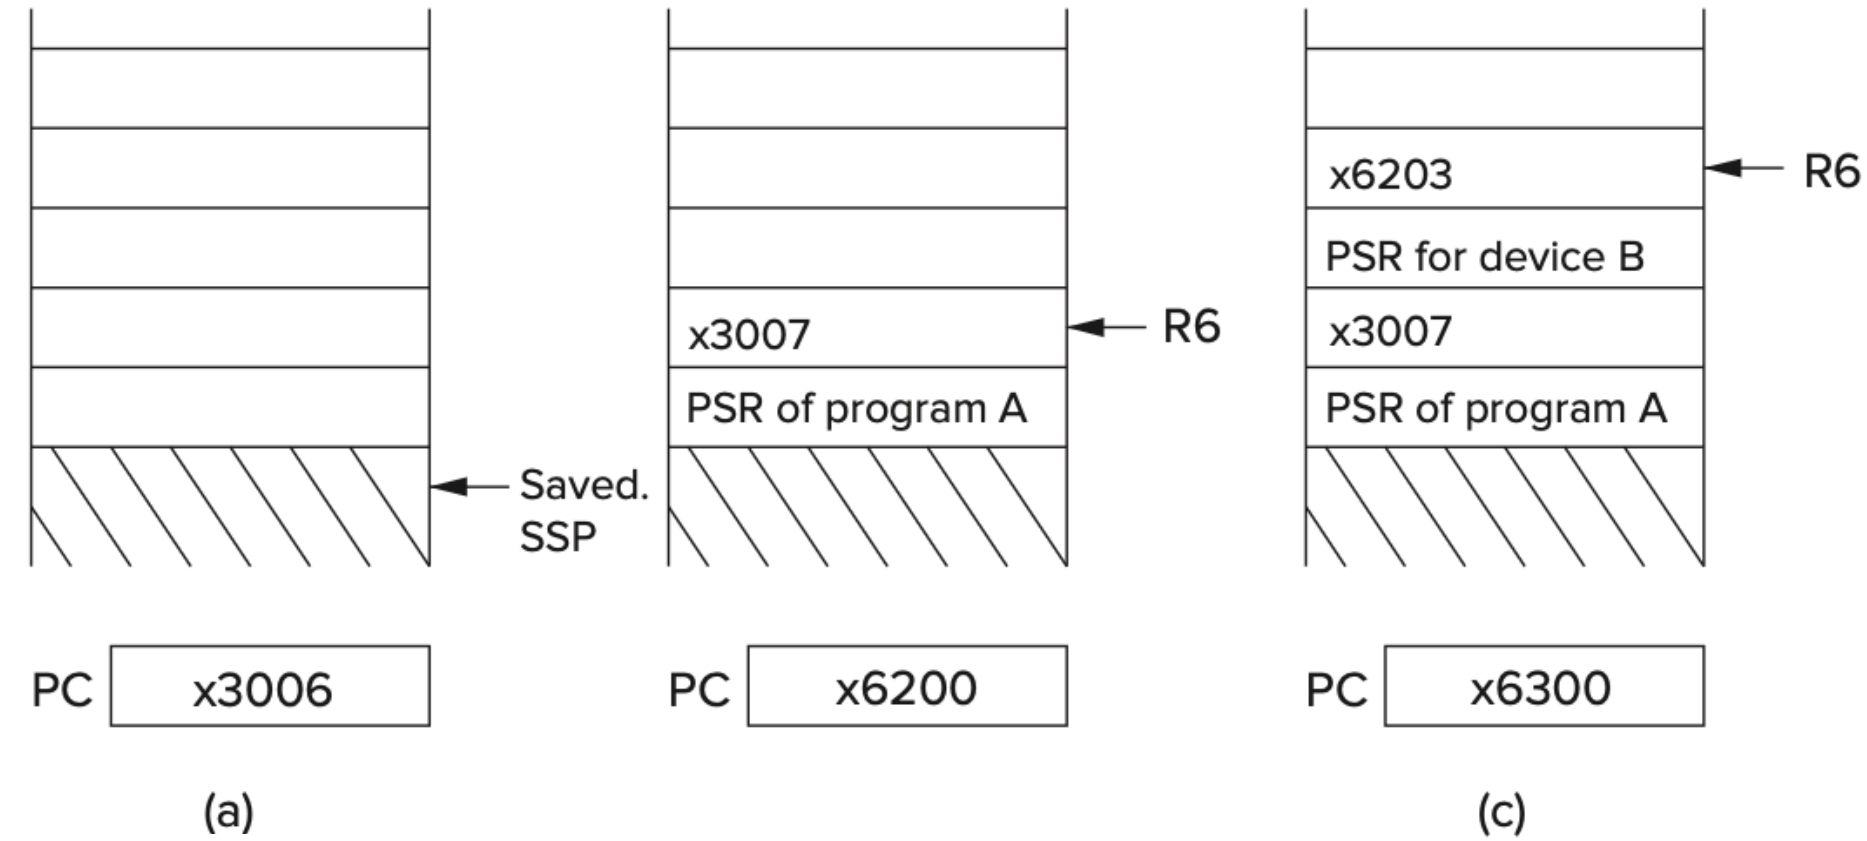 Saved.
SSP
PC x3006
(a)
x3007
R6
PSR of program A
PC x6200
x6203
R6
PSR for device B
x3007
PSR of program A
PC x6300
(c)